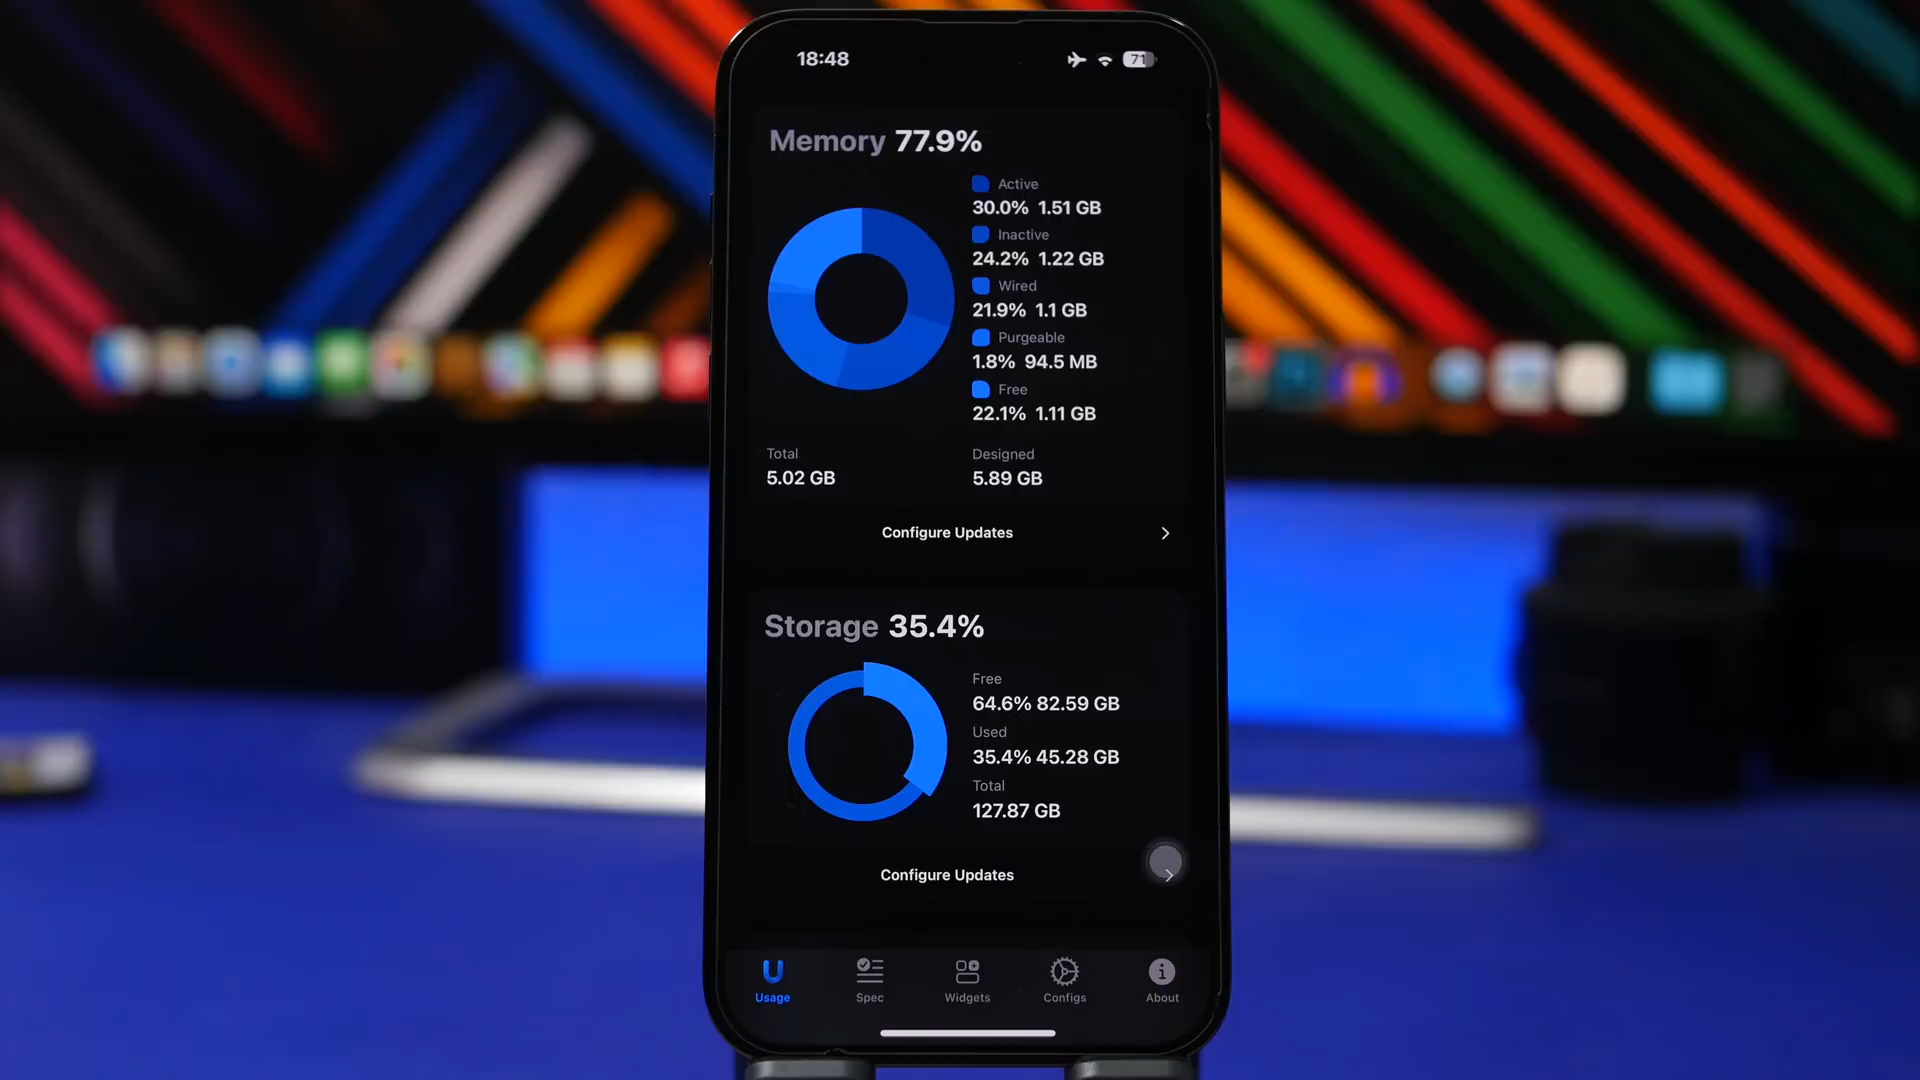 18:48
71
Memory 77.9%
Active
30.0% 1.51 GB
Inactive
24.2% 1.22 GB
Wired
21.9% 1.1 GB
Purgeable
1.8% 94.5 MB
Free
22.1% 1.11 GB
Total
5.02 GB
Designed
5.89 GB
Configure Updates
Storage 35.4%
Free
64.6% 82.59 GB
Used
35.4% 45.28 GB
Total
127.87 GB
Configure Updates
Usage
Spec
Widgets
Configs
About